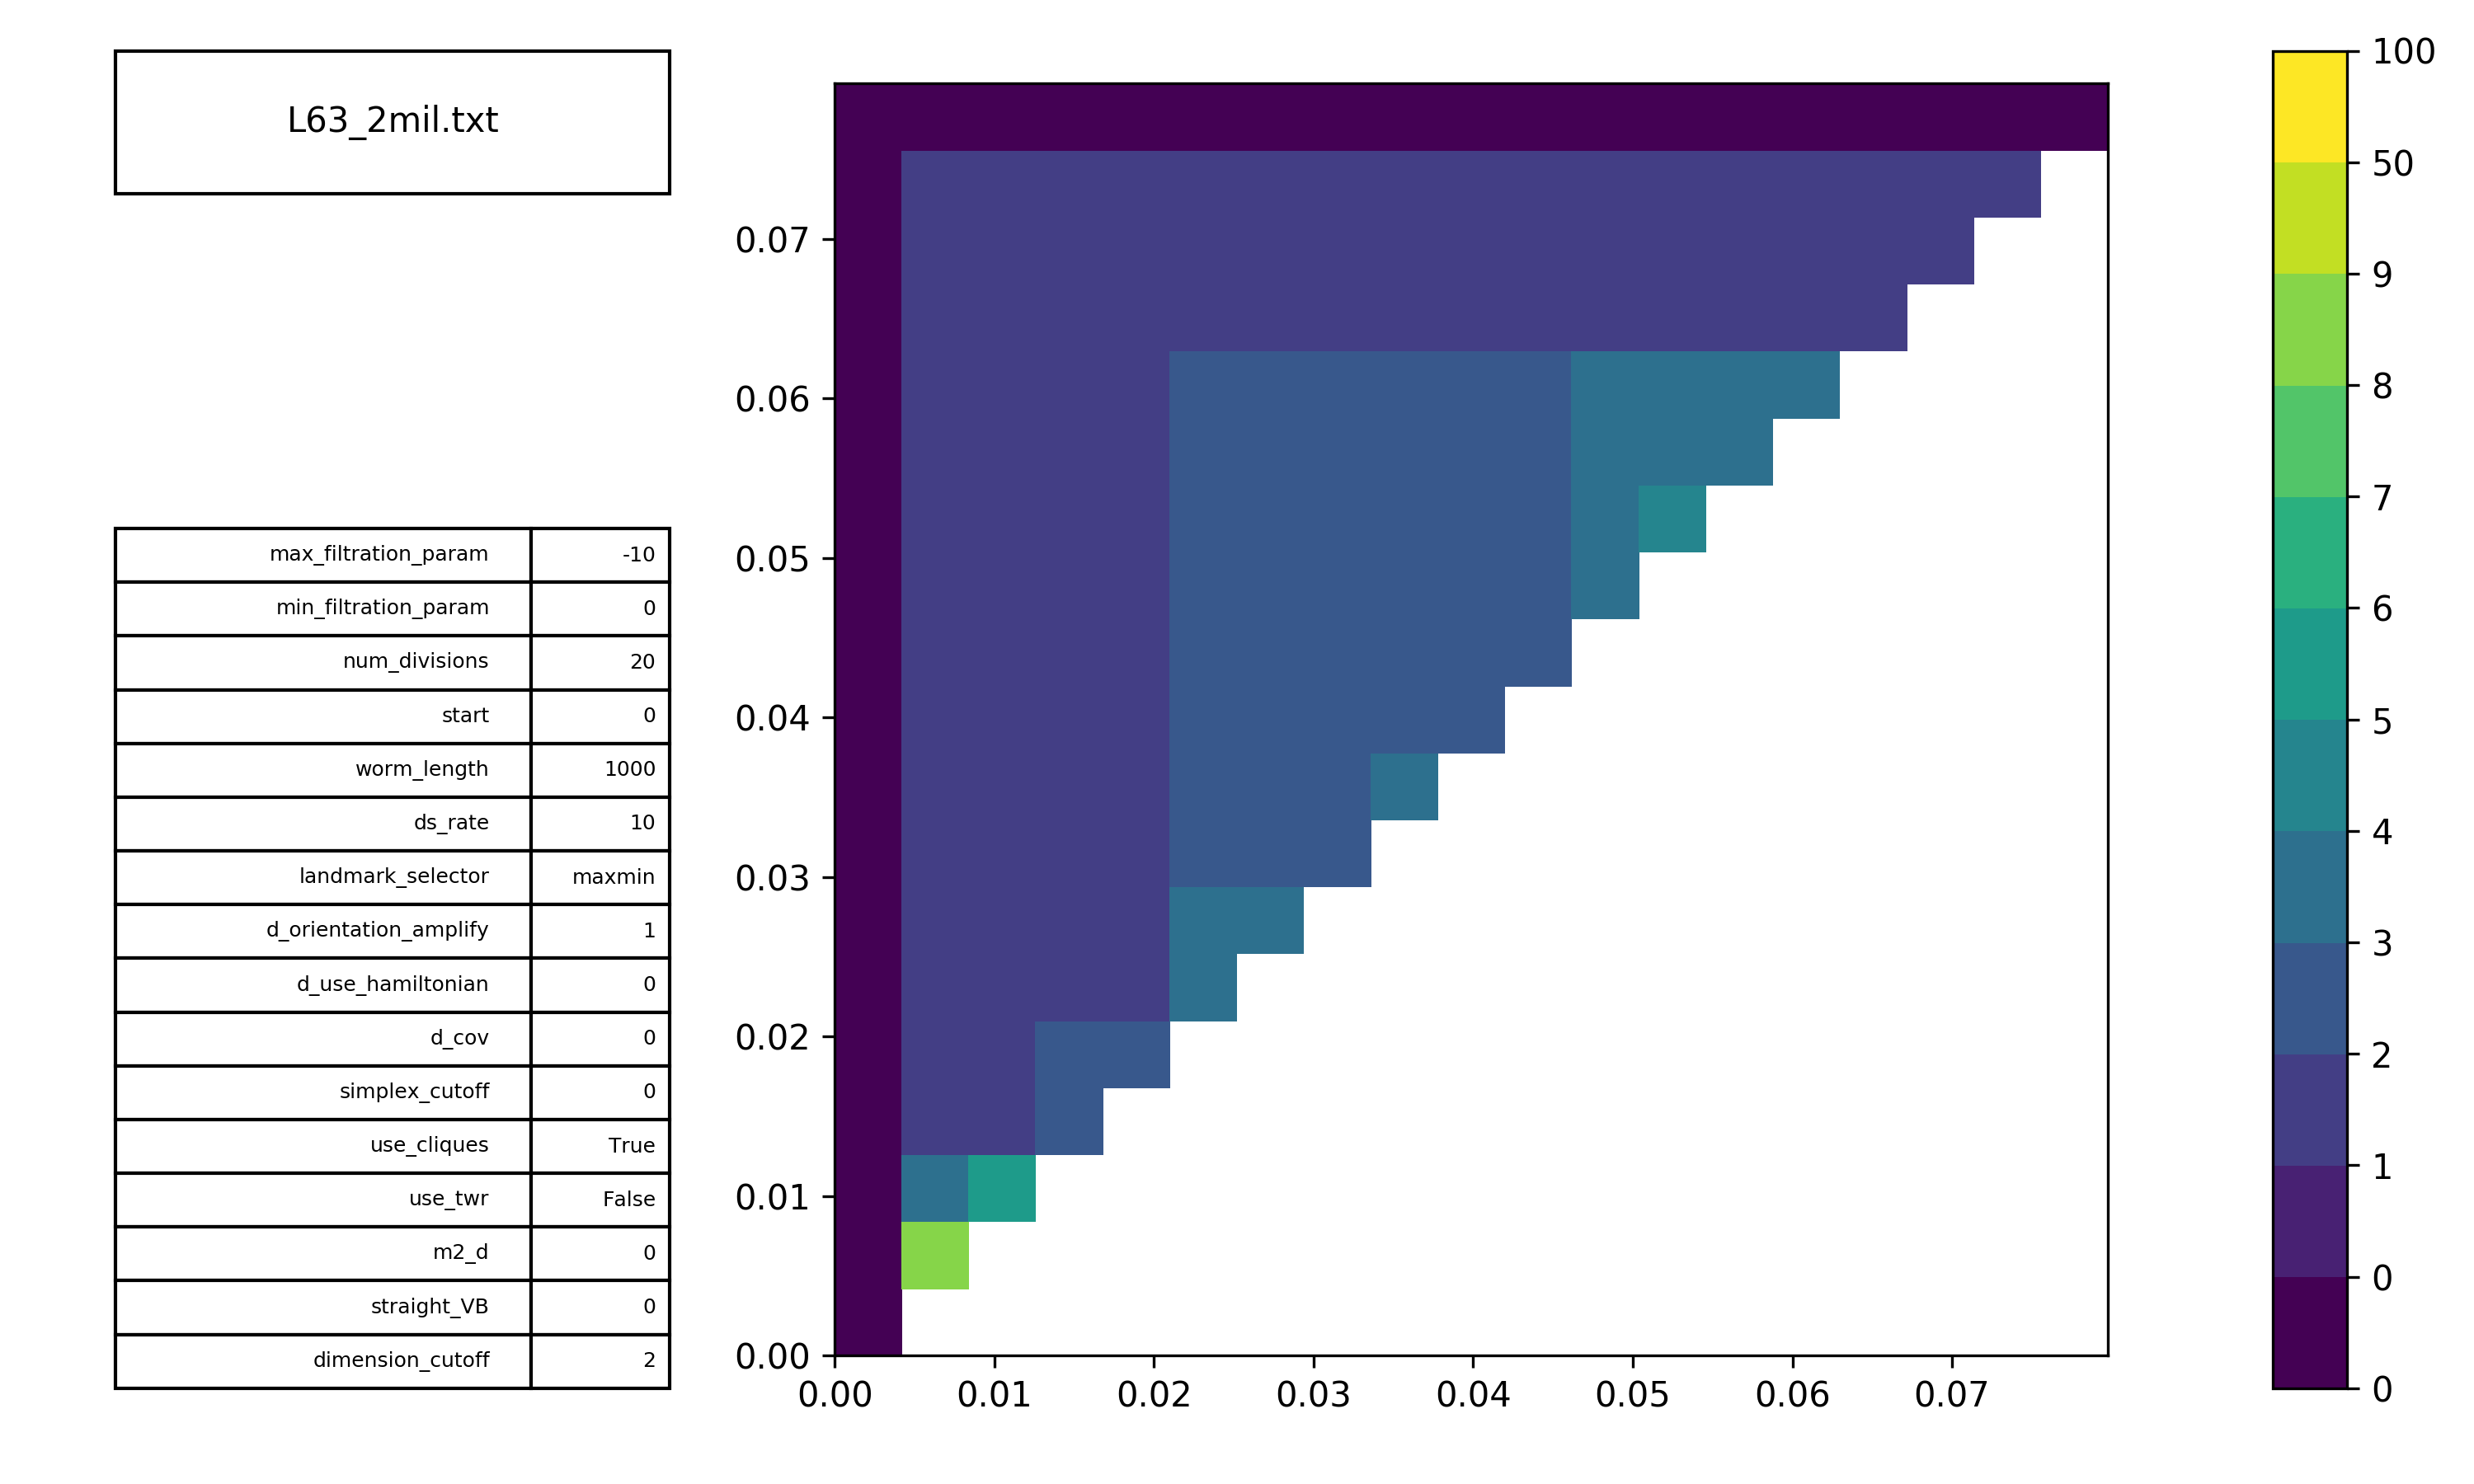 L63_2mil.txt
max_filtration_param -10
min_filtration_param 0
num_divisions 20
start 0
worm_length 1000
ds_rate 10
landmark_selector maxmin
d_orientation_amplify 1
d_use_hamiltonian 0
d_cov 0
simplex_cutoff 0
use_cliques True
use_twr False
m2_d 0
straight_VB 0
dimension_cutoff 2
0.07
0.06
0.05
0.04
0.03
0.02
0.01
0.00
0.00 0.01 0.02 0.03 0.04 0.05 0.06 0.07
100
50
9
8
7
6
5
4
3
2
1
0
0